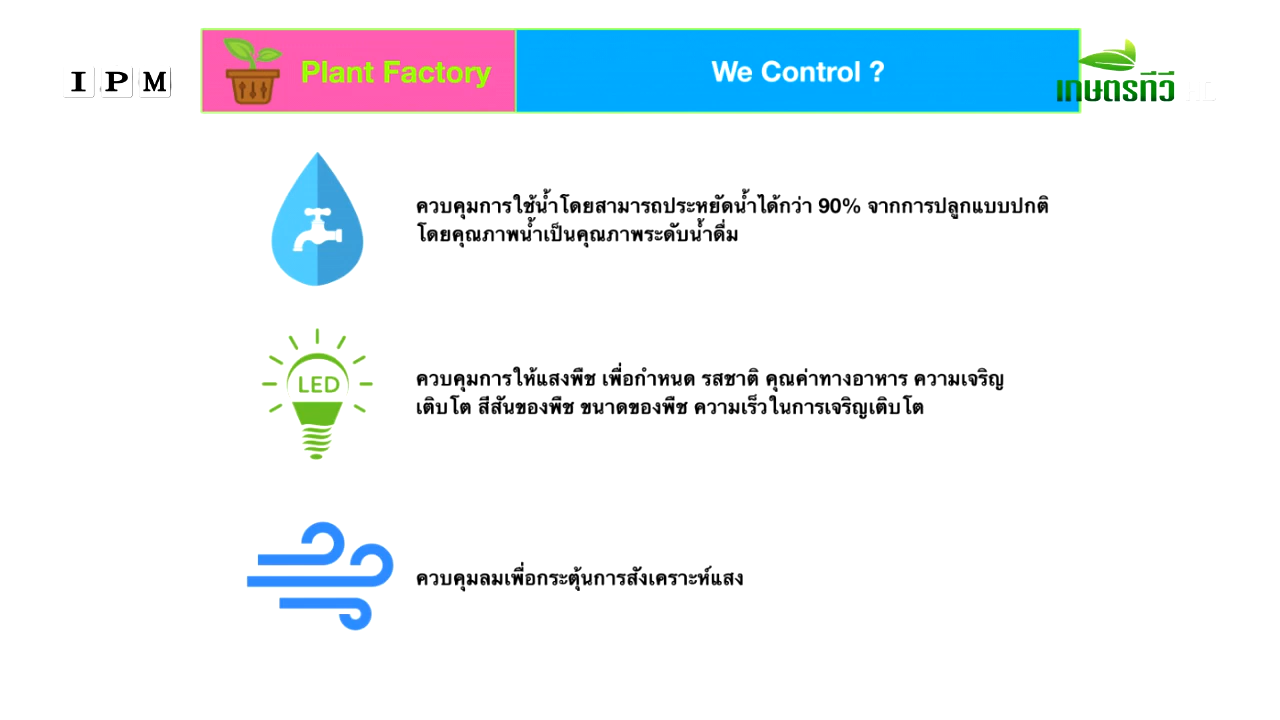 IPM
Plant Factory
We Control ?
เกษตรทีวี
ควบคุมการใช้น้ำโดยสามารถประหยัดน้ำได้กว่า 90% จากการปลูกแบบปกติ
โดยคุณภาพน้ำเป็นคุณภาพระดับน้ำดื่ม
LED
ควบคุมการให้แสงพืช เพื่อกำหนด รสชาติ คุณค่าทางอาหาร ความเจริญ
เติบโต สีสันของพืช ขนาดของพืช ความเร็วในการเจริญเติบโต
ควบคุมลมเพื่อกระตุ้นการสังเคราะห์แสง